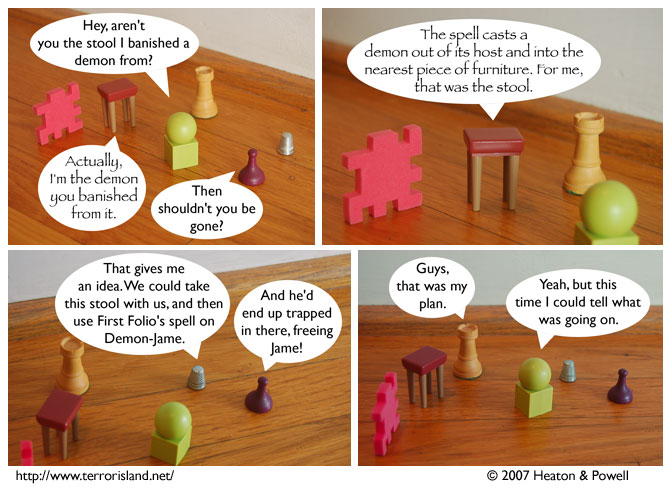 Hey, aren't
you the stool I banished a
demon from?
Actually,
I'm the demon
you banished
from it.
Then
shouldn't you be
gone?
The spell casts a
demon out of its host and into the
nearest piece of furniture. For me,
that was the stool.
That gives me
an idea. We could take
this stool with us, and then
use First Folio's spell on
Demon-Jame.
And he'd
end up trapped
in there, freeing
Jame!
Guys,
that was my
plan.
Yeah, but this
time I could tell what
was going on.
http://www.terrorisland.net/
© 2007 Heaton & Powell